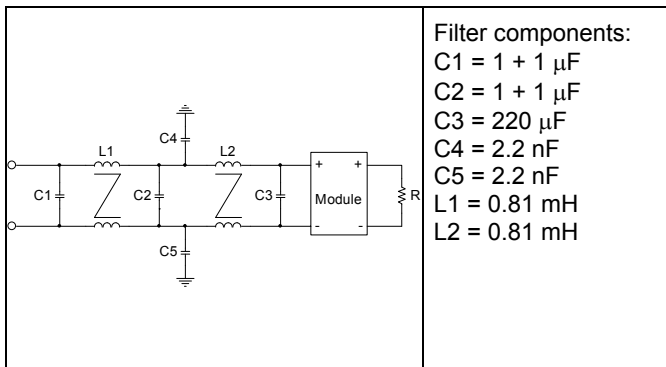 Filter components:
C1 = 1 + 1 μF
C2 = 1 + 1 μF
C3 = 220 μF
C4 = 2.2 nF
C5 = 2.2 nF
L1 = 0.81 mH
L2 = 0.81 mH
C4
L1
L2
+ +
C1
C2
C3
Module
R
- -
C5